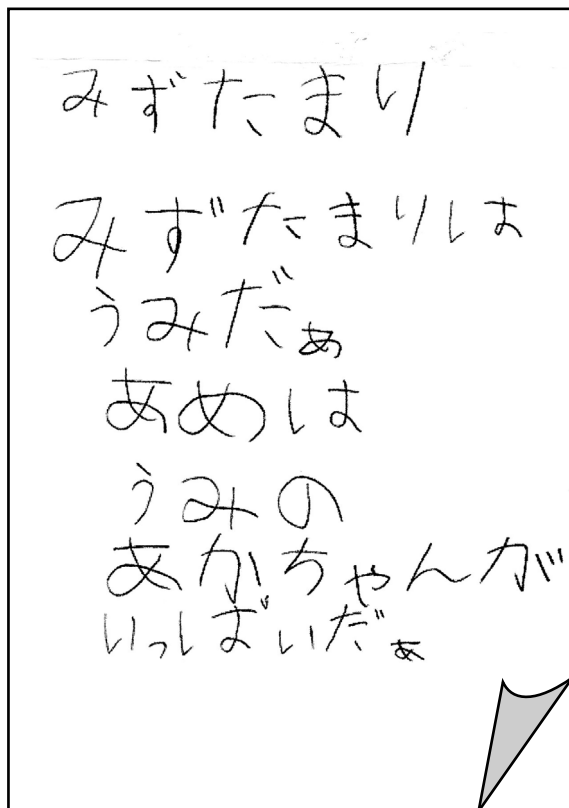 みずたまり
みずたまりは
うみだぁ
あめは
うみの
あかちゃんが
いっばいだぁ